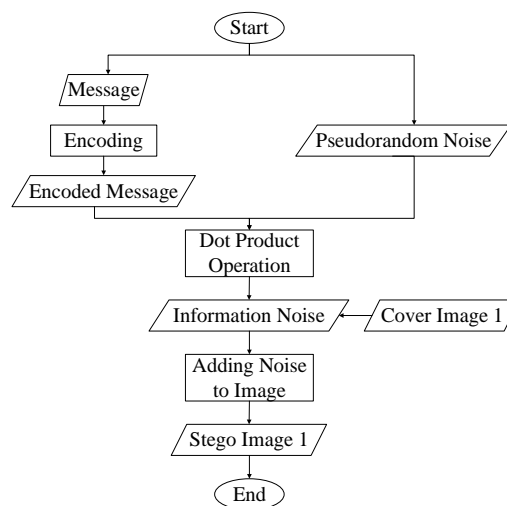 Start
Message
Encoding
Pseudorandom Noise
Encoded Message
Dot Product
Operation
Information Noise
Cover Image 1
Adding Noise
to Image
Stego Image 1
End